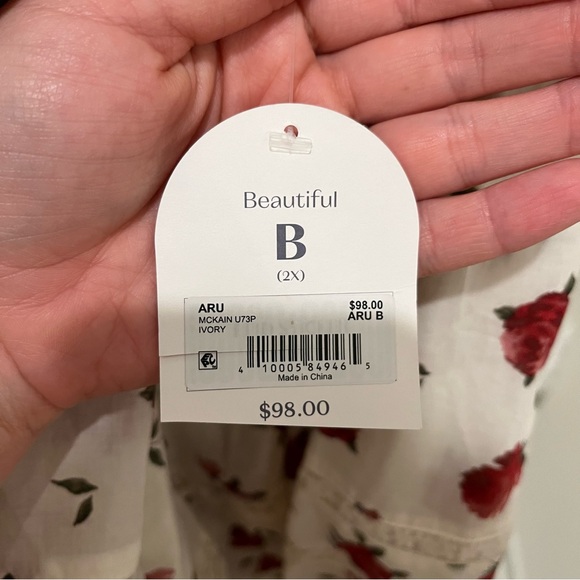 Beautiful
B
(2X)
ARU $98.00
MCKAIN U73P ARU B
IVORY
4 10005 84946 5
Made in China
$98.00